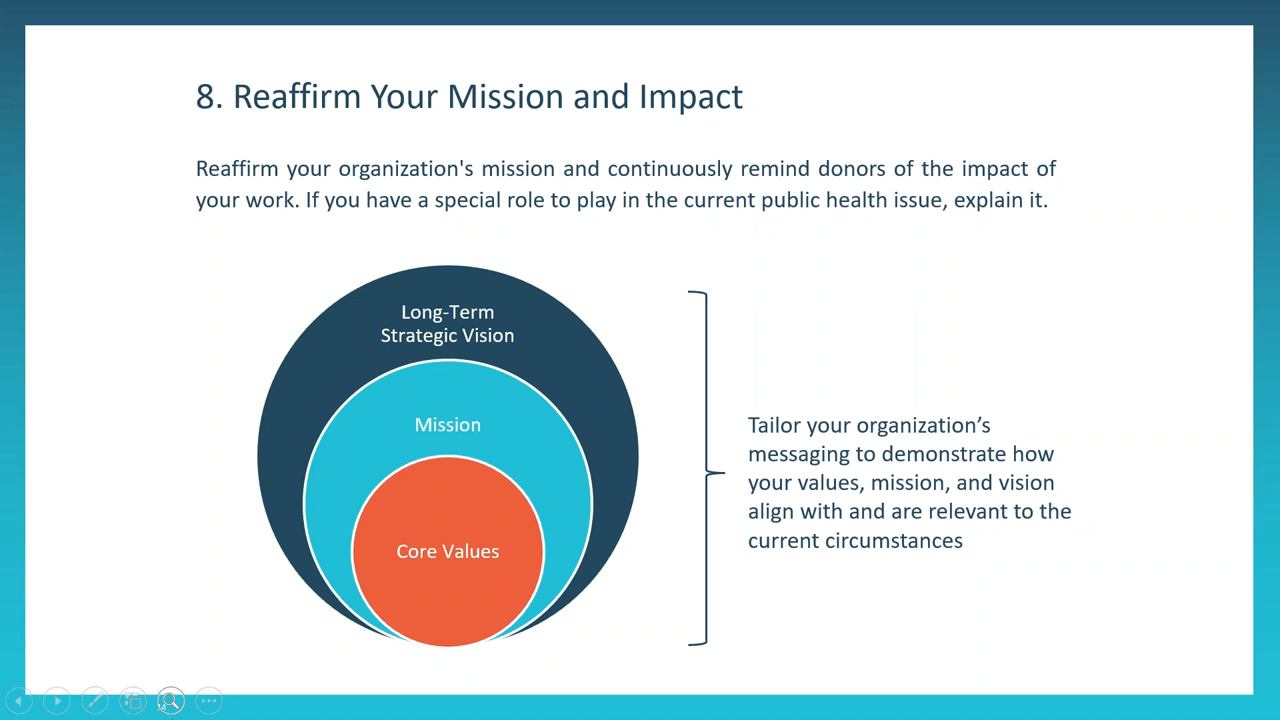 8. Reaffirm Your Mission and Impact
Reaffirm your organization's mission and continuously remind donors of the impact of
your work. If you have a special role to play in the current public health issue, explain it.
Long-Term
Strategic Vision
Mission
Core Values
Tailor your organization’s
messaging to demonstrate how
your values, mission, and vision
align with and are relevant to the
current circumstances